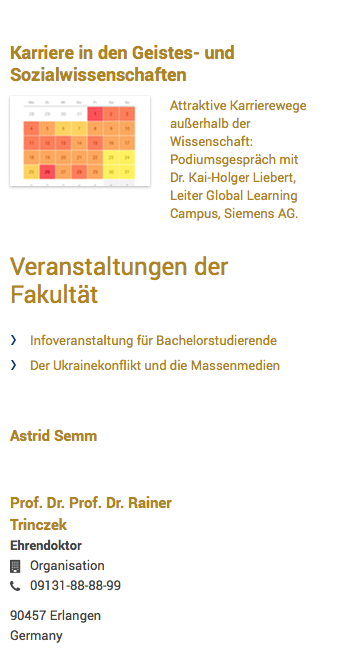 Karriere in den Geistes- und
Sozialwissenschaften
Attraktive Karrierewege
außerhalb der
Wissenschaft:
Podiumsgespräch mit
Dr. Kai-Holger Liebert,
Leiter Global Learning
Campus, Siemens AG.
Veranstaltungen der
Fakultät
Infoveranstaltung für Bachelorstudierende
Der Ukrainekonflikt und die Massenmedien
Astrid Semm
Prof. Dr. Prof. Dr. Rainer
Trinczek
Ehrendoktor
Organisation
09131-88-88-99
90457 Erlangen
Germany